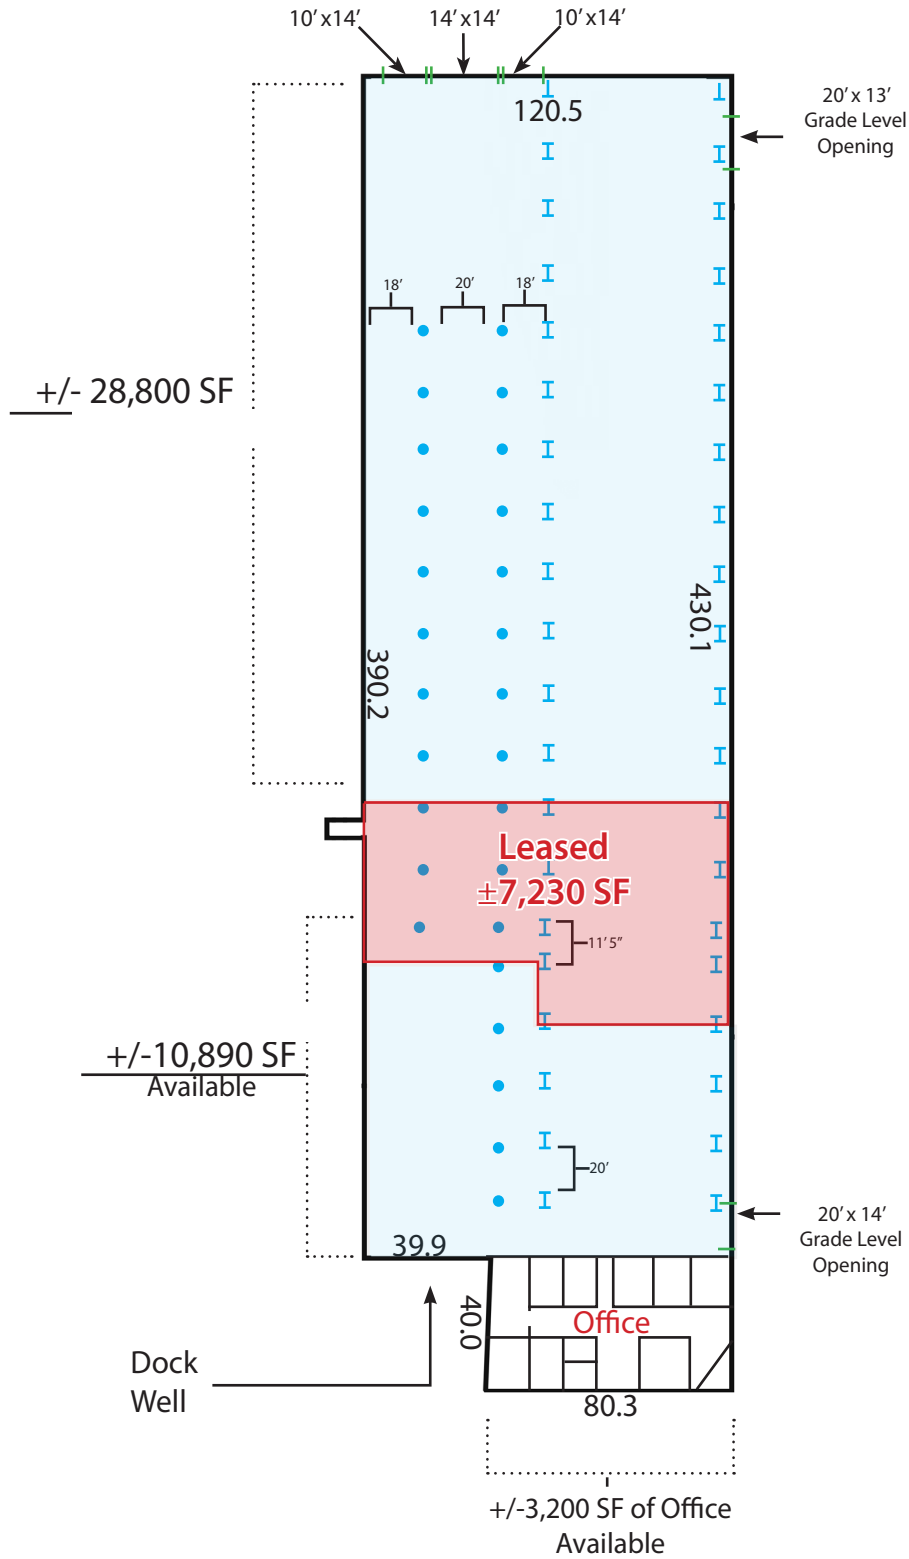 10’ x14’
14’ x14’
10’ x14’
120.5
20’ x 13’
Grade Level
Opening
18’
20’
18’
+/- 28,800 SF
430.1
390.2
Leased
±7,230 SF
11’ 5”
+/-10,890 SF
Available
20’
20’ x 14’
Grade Level
Opening
39.9
40.0
Office
Dock
Well
80.3
+/-3,200 SF of Office
Available